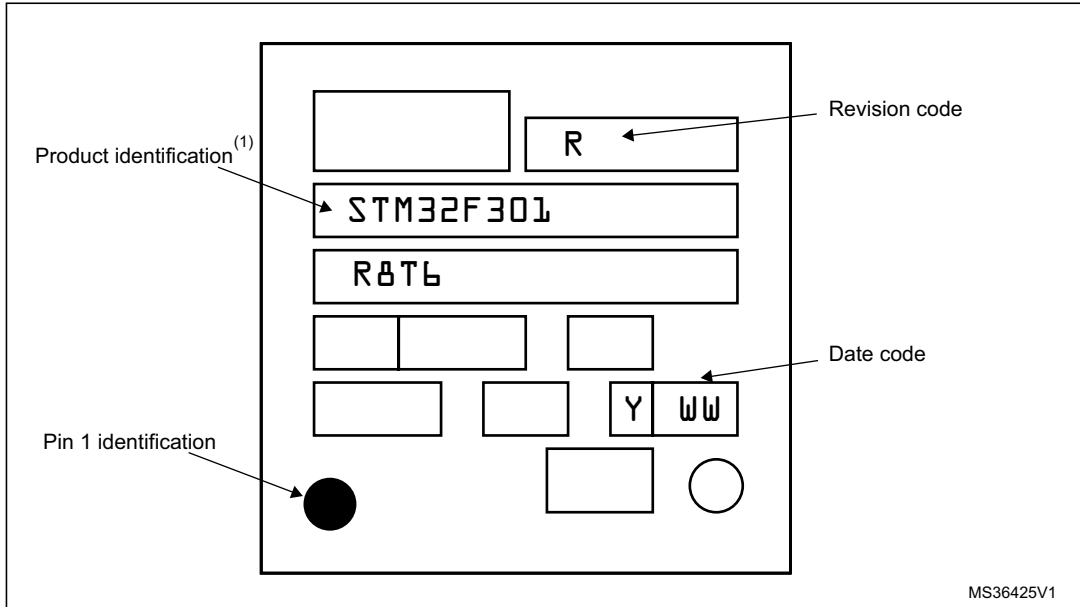 Revision code
R
Product identification(1)
STM32F301
R8T6
Date code
Y WW
Pin 1 identification
MS36425V1